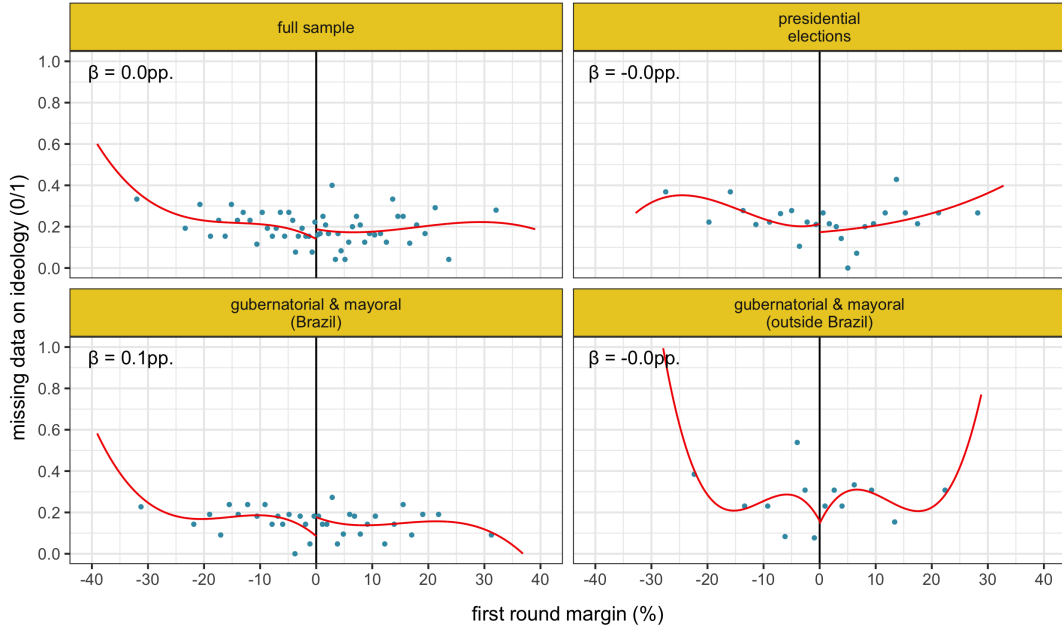 full sample
presidential
elections
β = 0.0pp.
β = -0.0pp.
1.0
0.8
0.6
0.4
0.2
0.0
gubernatorial & mayoral
(Brazil)
gubernatorial & mayoral
(outside Brazil)
β = 0.1pp.
β = -0.0pp.
1.0
0.8
0.6
0.4
0.2
0.0
-40 -30 -20 -10 0 10 20 30 40
-40 -30 -20 -10 0 10 20 30 40
missing data on ideology (0/1)
first round margin (%)